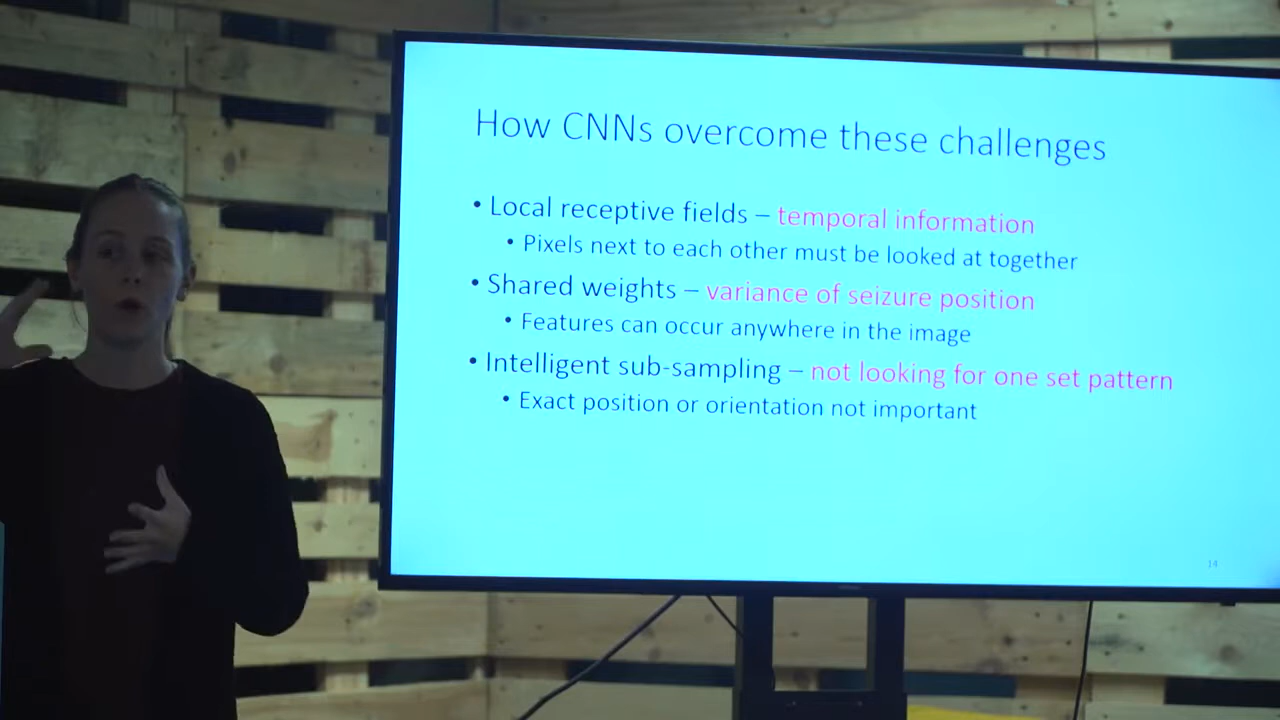 How CNNs overcome these challenges
• Local receptive fields – temporal information
• Pixels next to each other must be looked at together
• Shared weights – variance of seizure position
• Features can occur anywhere in the image
• Intelligent sub-sampling – not looking for one set pattern
• Exact position or orientation not important
14